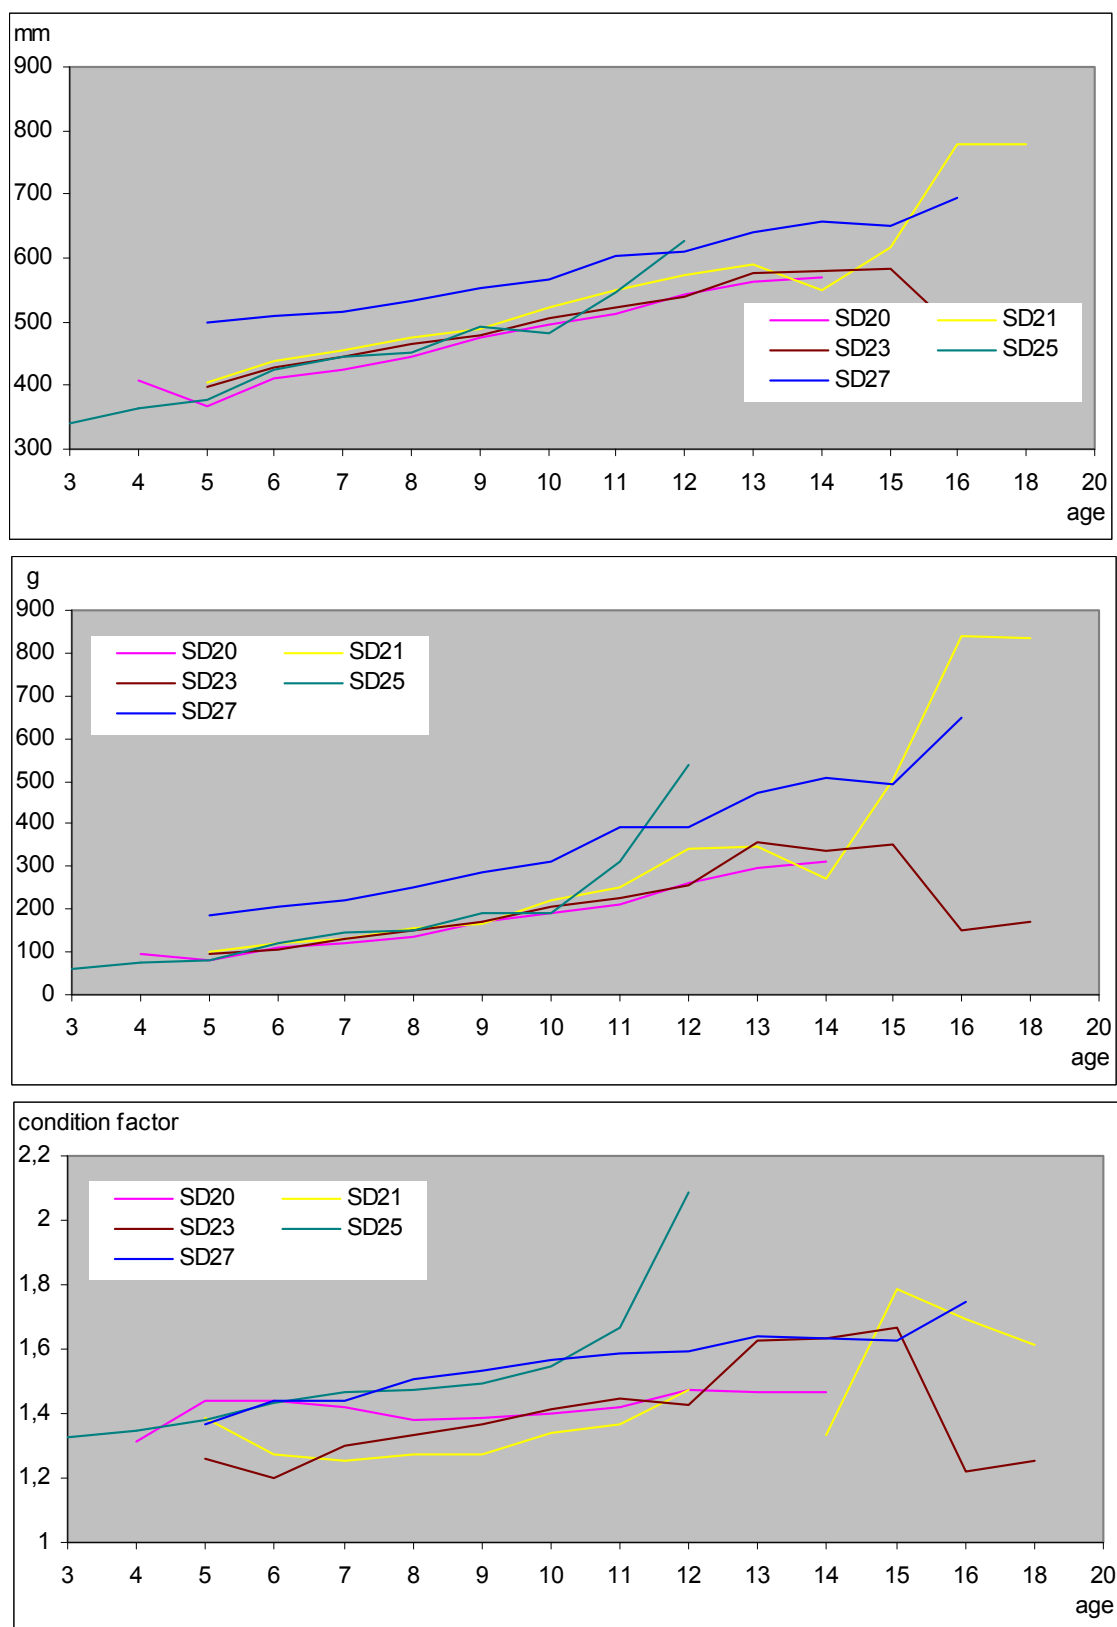 mm
900
800
700
600
500
400
300
SD20 SD21
SD23 SD25
SD27
3 4 5 6 7 8 9 10 11 12 13 14 15 16 18 20
age
g
900
800
700
600
500
400
300
200
100
0
SD20 SD21
SD23 SD25
SD27
3 4 5 6 7 8 9 10 11 12 13 14 15 16 18 20
age
condition factor
2,2
2
1,8
1,6
1,4
1,2
1
SD20 SD21
SD23 SD25
SD27
3 4 5 6 7 8 9 10 11 12 13 14 15 16 18 20
age